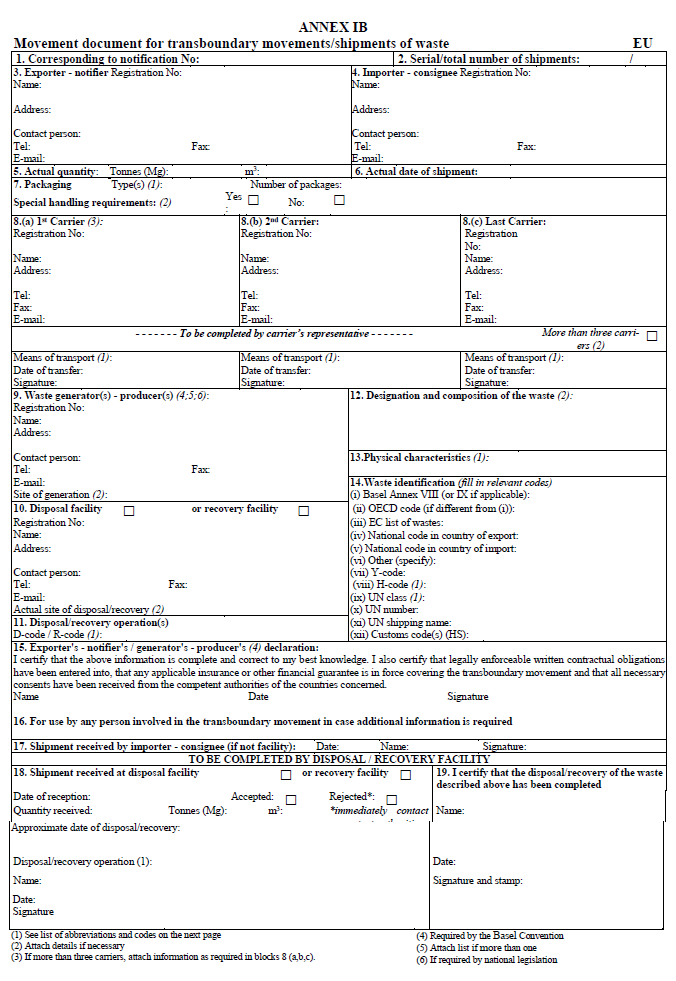 ANNEX IB
Movement document for transboundary movements/shipments of waste EU
1. Corresponding to notification No: 2. Serial/total number of shipments: /
3. Exporter - notifier Registration No: 4. Importer - consignee Registration No:
Name: Name:
Address: Address:
Contact person: Contact person:
Tel: Fax: Tel: Fax:
E-mail: E-mail:
5. Actual quantity: Tonnes (Mg): m³: 6. Actual date of shipment:
7. Packaging Type(s) (1): Number of packages:
Special handling requirements: (2) Yes : No:
8.(a) 1st Carrier (3): 8.(b) 2nd Carrier: 8.(c) Last Carrier:
Registration No: Registration No: Registration No:
Name: Name: Name:
Address: Address: Address:
Tel: Tel: Tel:
Fax: Fax: Fax:
E-mail: E-mail: E-mail:
- - - - - - - To be completed by carrier's representative - - - - - - - More than three carri-
ers (2)
Means of transport (1): Means of transport (1): Means of transport (1):
Date of transfer: Date of transfer: Date of transfer:
Signature: Signature: Signature:
9. Waste generator(s) - producer(s) (4;5;6):
Registration No:
Name:
Address:
Contact person:
Tel: Fax:
E-mail:
Site of generation (2):
10. Disposal facility or recovery facility
Registration No:
Name:
Address:
Contact person:
Tel: Fax:
E-mail:
Actual site of disposal/recovery (2)
11. Disposal/recovery operation(s)
D-code / R-code (1):
12. Designation and composition of the waste (2):
13.Physical characteristics (1):
14.Waste identification (fill in relevant codes)
(i) Basel Annex VIII (or IX if applicable):
(ii) OECD code (if different from (i)):
(iii) EC list of wastes:
(iv) National code in country of export:
(v) National code in country of import:
(vi) Other (specify):
(vii) Y-code:
(viii) H-code (1):
(ix) UN class (1):
(x) UN number:
(xi) UN shipping name:
(xii) Customs code(s) (HS):
15. Exporter's - notifier's / generator's - producer's (4) declaration:
I certify that the above information is complete and correct to my best knowledge. I also certify that legally enforceable written contractual obligations
have been entered into, that any applicable insurance or other financial guarantee is in force covering the transboundary movement and that all necessary
consents have been received from the competent authorities of the countries concerned.
Name Date Signature
16. For use by any person involved in the transboundary movement in case additional information is required
17. Shipment received by importer - consignee (if not facility): Date: Name: Signature:
TO BE COMPLETED BY DISPOSAL / RECOVERY FACILITY
18. Shipment received at disposal facility or recovery facility
Date of reception: Accepted: Rejected*:
Quantity received: Tonnes (Mg): m³: *immediately contact
Approximate date of disposal/recovery:
Disposal/recovery operation (1):
Name:
Date:
Signature
19. I certify that the disposal/recovery of the waste
described above has been completed
Name:
Date:
Signature and stamp:
(1) See list of abbreviations and codes on the next page
(2) Attach details if necessary
(3) If more than three carriers, attach information as required in blocks 8 (a,b,c).
(4) Required by the Basel Convention
(5) Attach list if more than one
(6) If required by national legislation